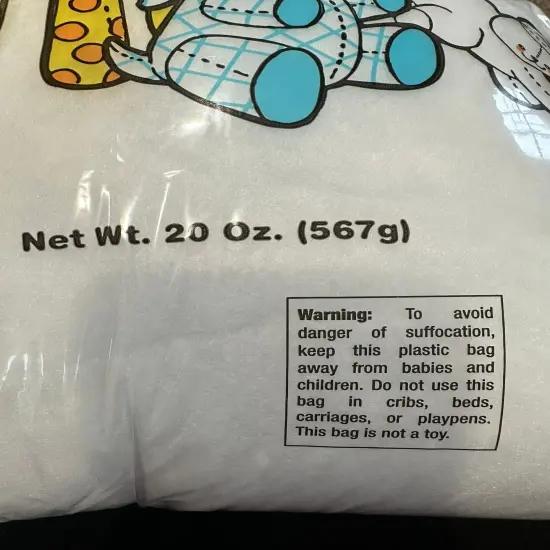 Net Wt. 20 Oz. (567g)
Warning: To avoid
danger of suffocation,
keep this plastic bag
away from babies and
children. Do not use this
bag in cribs, beds,
carriages, or playpens.
This bag is not a toy.